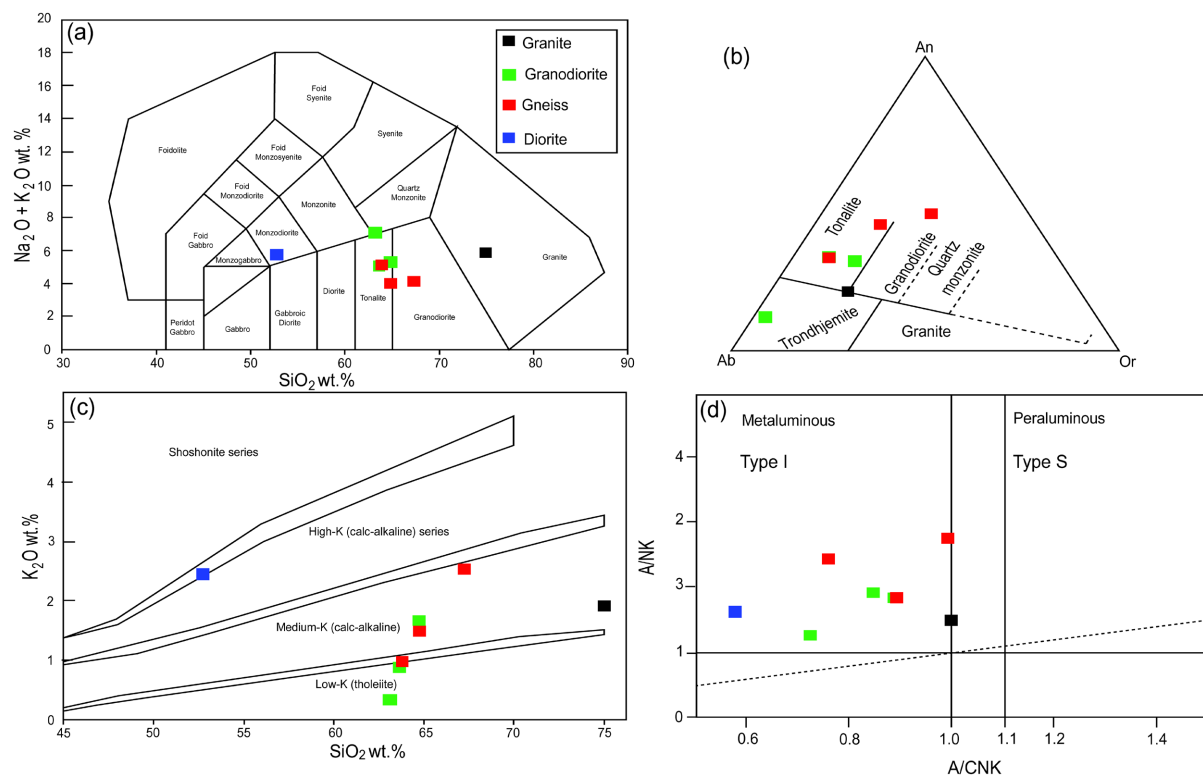 (a)
20
18
16
14
12
10
8
6
4
2
0
Na2 O + K2 O wt. %
30
40
50
60
70
80
90
SiO2 wt.%
Granite
Granodiorite
Gneiss
Diorite
Foidolite
Foid
Syenite
Syenite
Foid
Monzosyenite
Foid
Monzodiorite
Monzonite
Quartz
Monzonite
Foid
Gabbro
Monzodiorite
Monzogabbro
Peridot
Gabbro
Gabbro
Gabbroic
Diorite
Diorite
Tonalite
Granodiorite
Granite
(b)
An
Tonalite
Granodiorite
Quartz
monzonite
Trondhjemite
Granite
Ab
Or
(c)
5
4
3
2
1
0
K2O wt.%
Shoshonite series
High-K (calc-alkaline) series
Medium-K (calc-alkaline)
Low-K (tholeiite)
45
50
55
60
65
70
75
SiO2 wt.%
(d)
Metaluminous
Peraluminous
Type I
Type S
4
2
3
1
0
A/NK
0.6
0.8
1.0
1.1
1.2
1.4
A/CNK